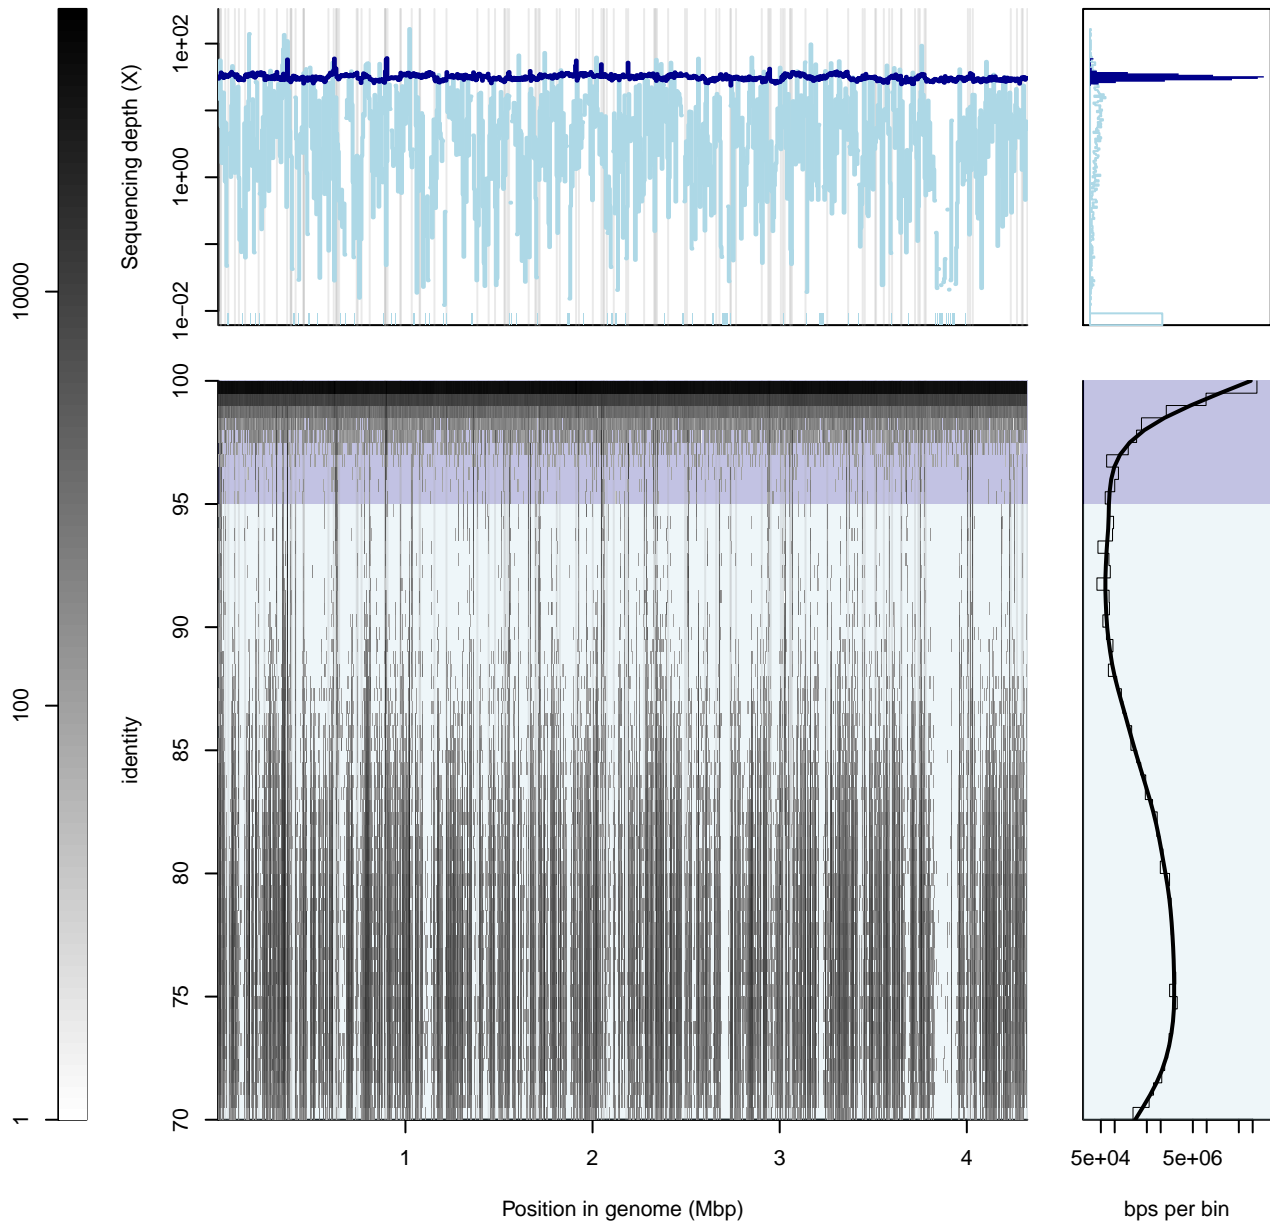 1
100
10000
Sequencing depth (X)
1e-02
1e+00
1e+02
identity
70
75
80
85
90
95
100
1
2
3
4
Position in genome (Mbp)
5e+04
5e+06
bps per bin